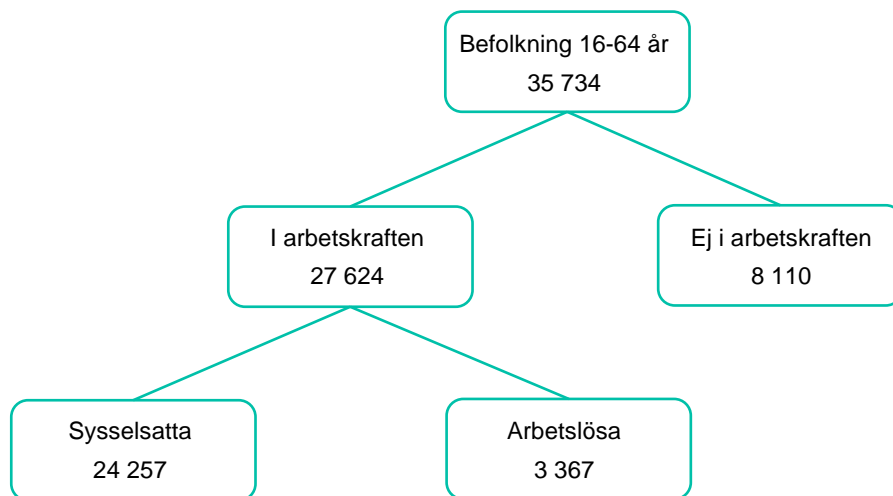 Befolkning 16-64 år
35 734
I arbetskraften
27 624
Ej i arbetskraften
8 110
Sysselsatta
24 257
Arbetslösa
3 367